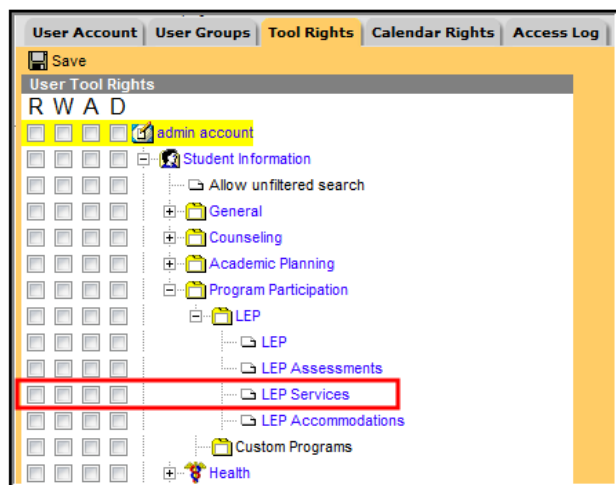 User Account User Groups Tool Rights Calendar Rights Access Log
Save
User Tool Rights
R W A D
admin account
Student Information
Allow unfiltered search
General
Counseling
Academic Planning
Program Participation
LEP
LEP
LEP Assessments
LEP Services
LEP Accommodations
Custom Programs
Health